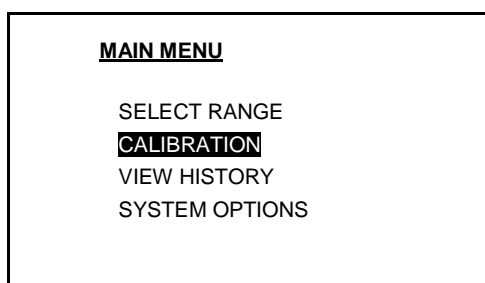 MAIN MENU
SELECT RANGE
CALIBRATION
VIEW HISTORY
SYSTEM OPTIONS